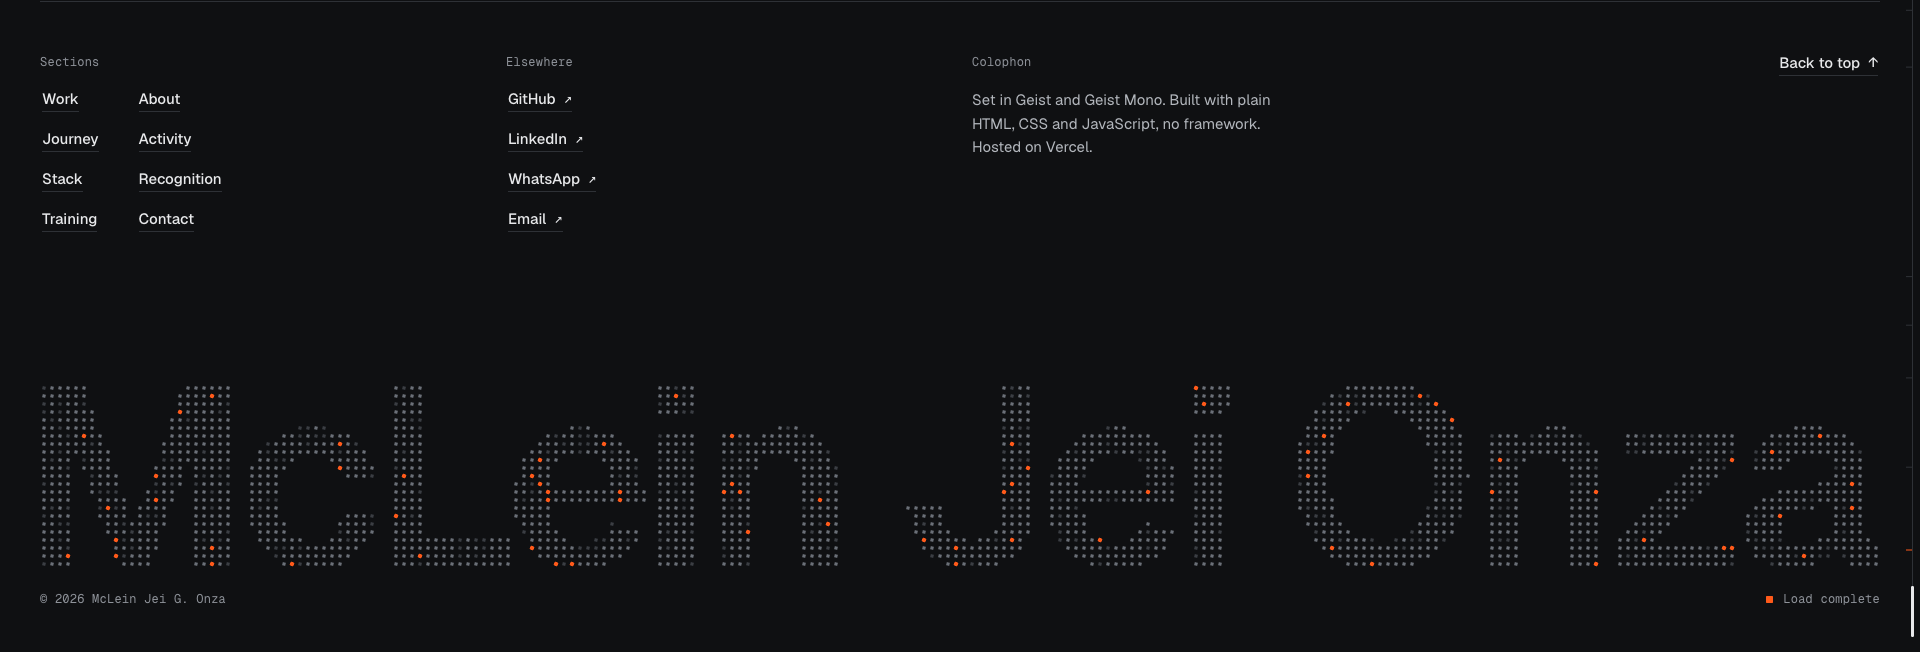 Sections
Work
About
Journey
Activity
Stack
Recognition
Training
Contact
Elsewhere
GitHub ↗
LinkedIn ↗
WhatsApp ↗
Email ↗
Colophon
Set in Geist and Geist Mono. Built with plain
HTML, CSS and JavaScript, no framework.
Hosted on Vercel.
Back to top ↑
McLein Jei Onza
© 2026 McLein Jei G. Onza
Load complete